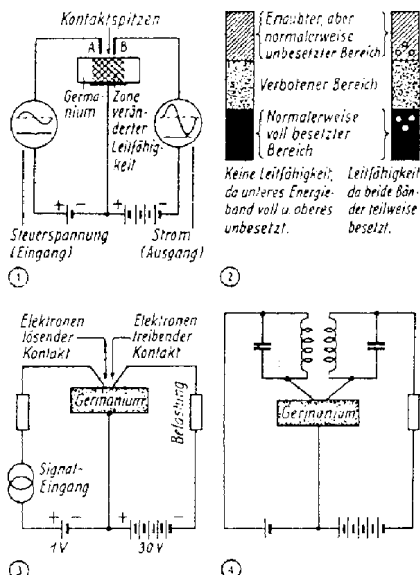 Kontaktspitzen
A B
Germa-
nium
Zone
verän-
derter
Leitfähig-
keit
+ - + -
Steuerspannung
(Eingang)
Strom
(Ausgang)
1
Erlaubter, aber
normalerweise
unbesetzter Bereich
Verbotener Bereich
Normalerweise
voll besetzter
Bereich
Keine Leitfähigkeit,
da unteres Energie-
band voll u. oberes
unbesetzt.
Leitfähigkeit
da beide Bän-
der teilweise
besetzt.
2
Elektronen
lösender
Kontakt
Elektronen
treibender
Kontakt
Germanium
Belastung
Signal-
Eingang
+ - + -
1V
30V
3
Germanium
4